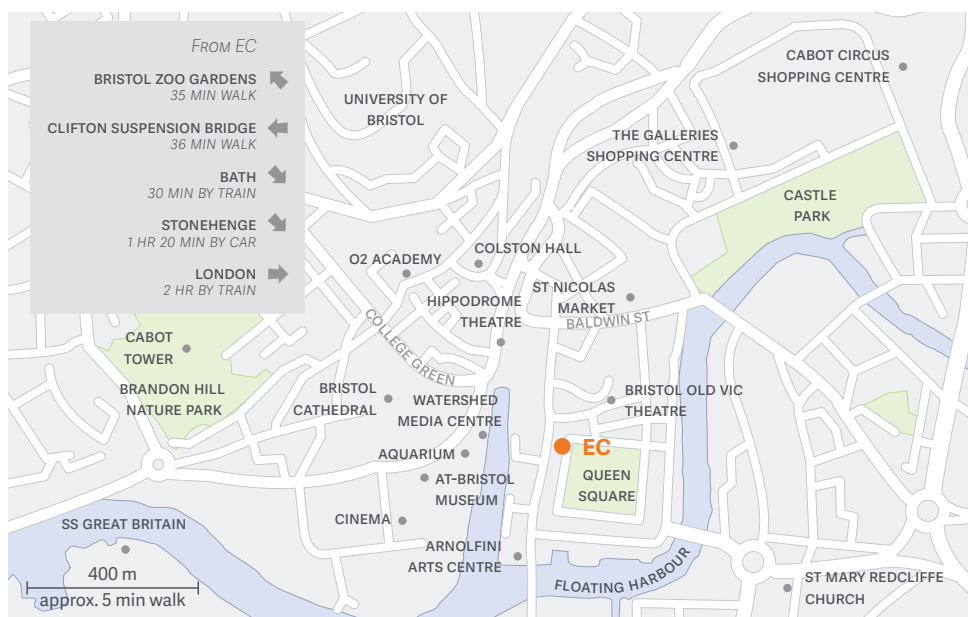 FROM EC
BRISTOL ZOO GARDENS
35 MIN WALK
CLIFTON SUSPENSION BRIDGE
36 MIN WALK
BATH
30 MIN BY TRAIN
STONEHENGE
1 HR 20 MIN BY CAR
LONDON
2 HR BY TRAIN
CABOT CIRCUS
SHOPPING CENTRE
UNIVERSITY OF
BRISTOL
THE GALLERIES
SHOPPING CENTRE
CASTLE
PARK
COLSTON HALL
O2 ACADEMY
ST NICOLAS
MARKET
HIPPODROME
THEATRE
BALDWIN ST
COLLEGE GREEN
CABOT
TOWER
BRANDON HILL
NATURE PARK
BRISTOL
CATHEDRAL
WATERSHED
MEDIA CENTRE
BRISTOL OLD VIC
THEATRE
AQUARIUM
EC
QUEEN
SQUARE
AT-BRISTOL
MUSEUM
CINEMA
SS GREAT BRITAIN
ARNOLFINI
ARTS CENTRE
FLOATING HARBOUR
ST MARY REDCLIFFE
CHURCH
400 m
approx. 5 min walk